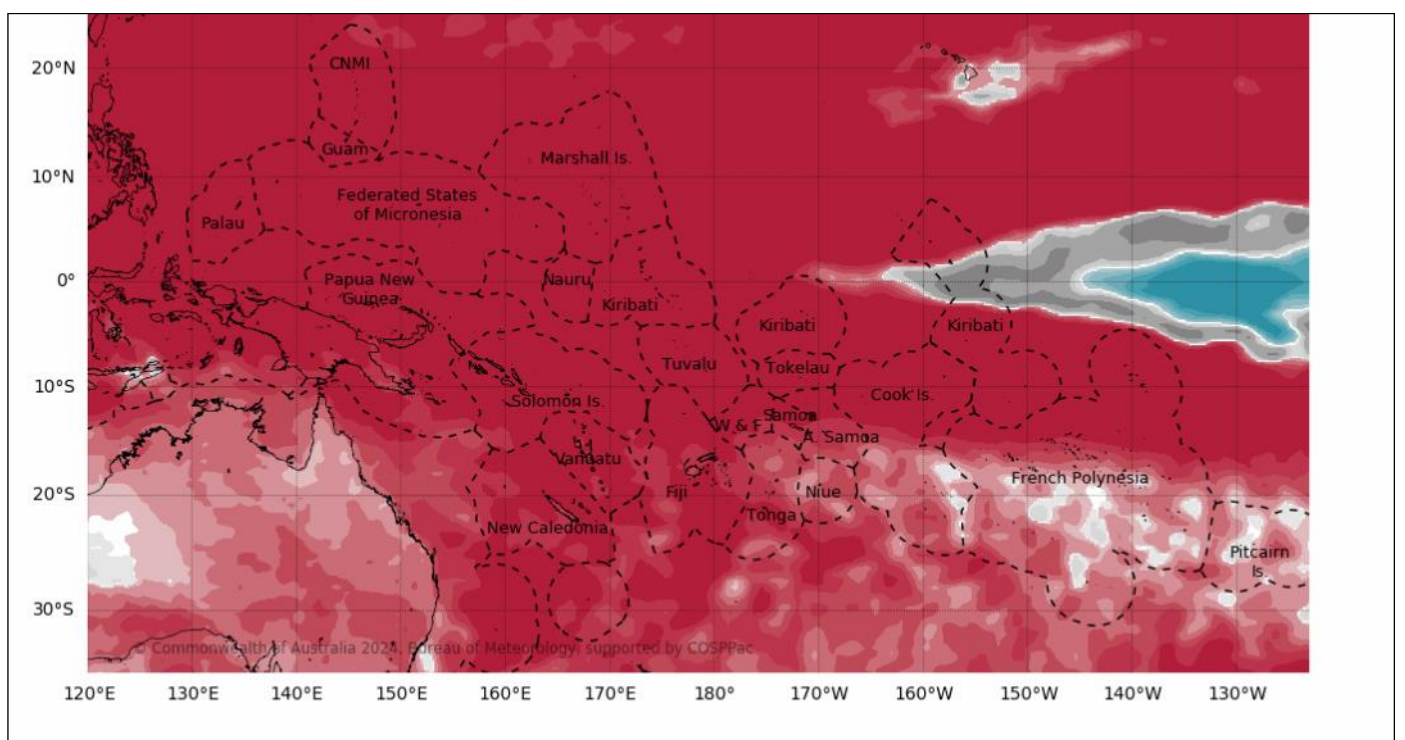 20°N
10°N
0°
10°S
20°S
30°S
CNMI
Guam
Marshall Is.
Federated States
of Micronesia
Palau
Papua New
Guinea
Nauru
Kiribati
Kiribati
Kiribati
Tuvalu
Tokelau
Solomon Is.
Cook Is.
W & F
Samoa
A. Samoa
Vanuatu
Fiji
Niue
French Polynesia
Tonga
New Caledonia
Pitcairn
Is.
© Commonwealth of Australia 2024, Bureau of Meteorology, supported by COSPPac
120°E 130°E 140°E 150°E 160°E 170°E 180° 170°W 160°W 150°W 140°W 130°W